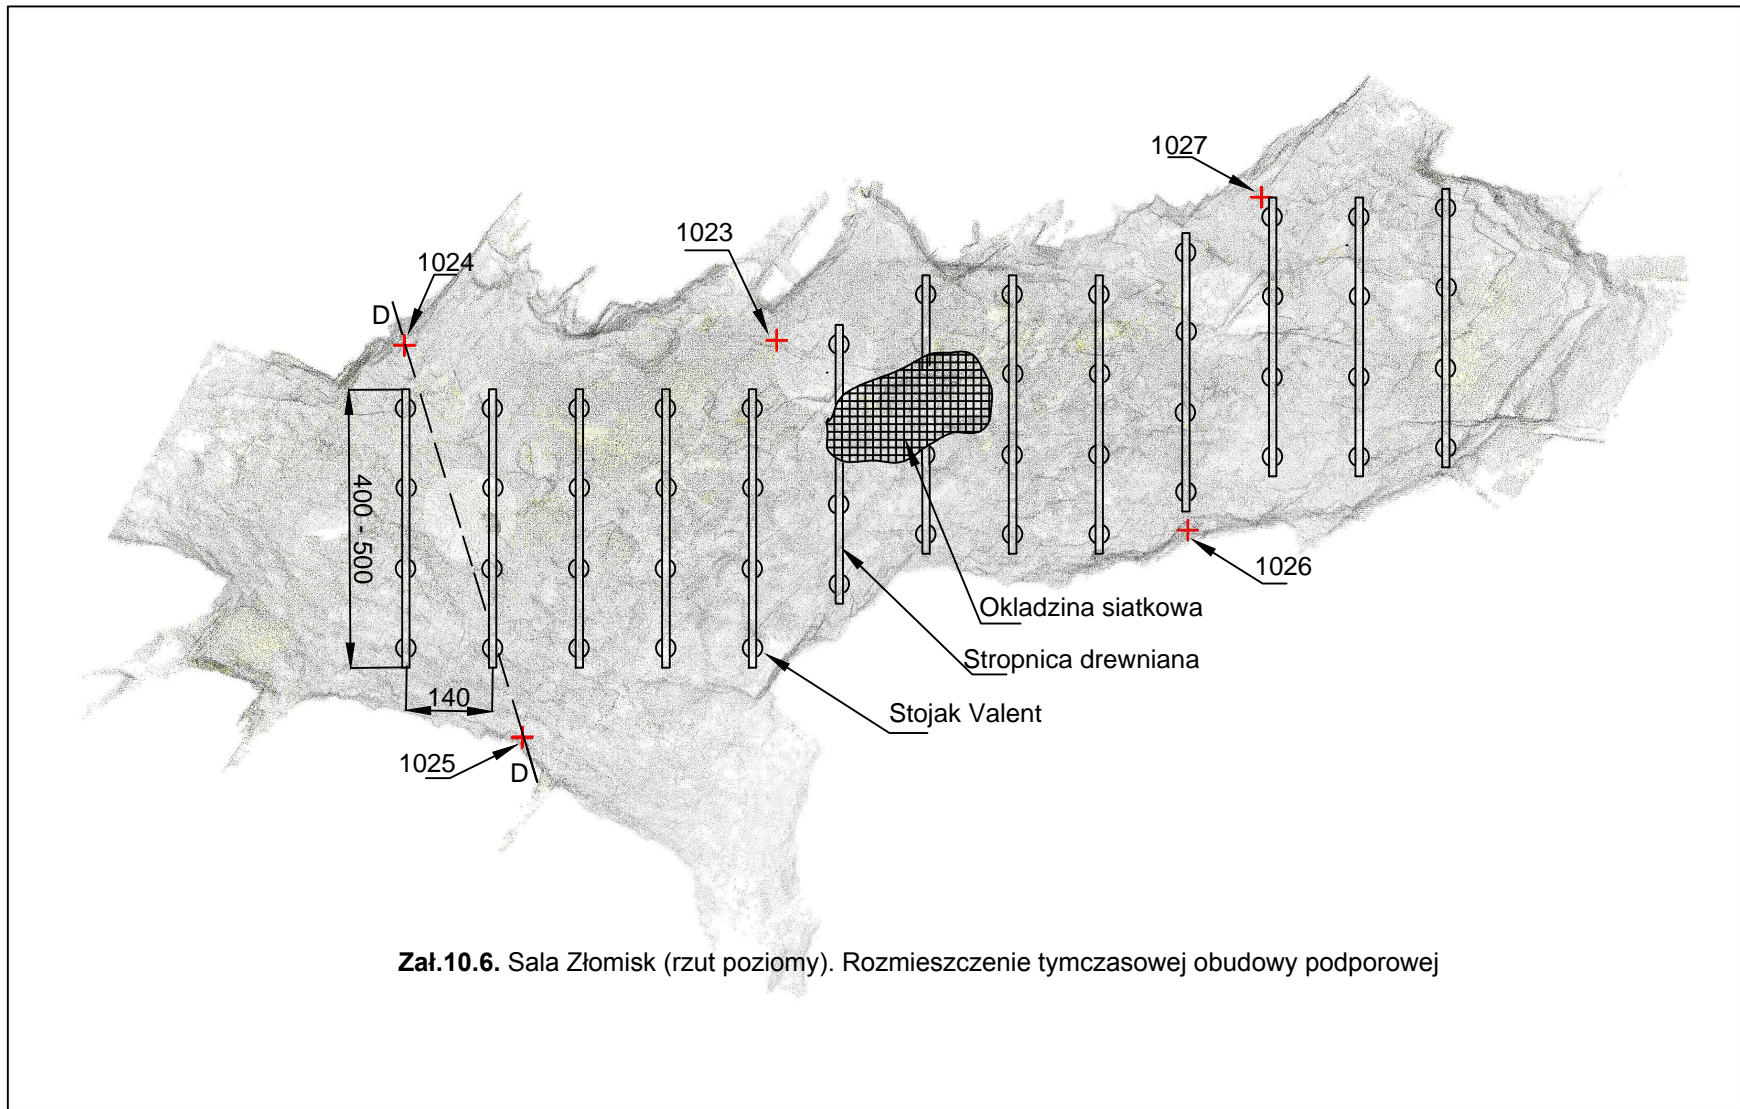 1027
1023
1024
D
400 - 500
1026
Okladzina siatkowa
Stropnica drewniana
140
Stojak Valent
1025
D
Zał.10.6. Sala Złomisk (rzut poziomy). Rozmieszczenie tymczasowej obudowy podporowej